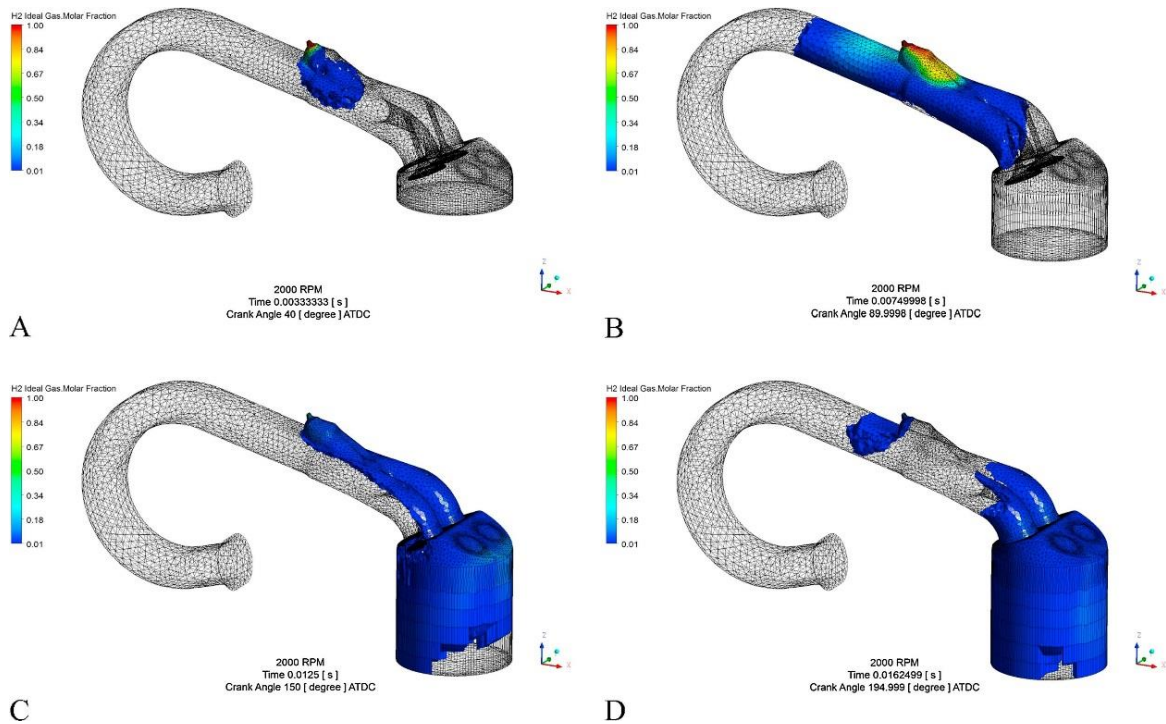 H2 Ideal Gas.Molar Fraction
1.00
0.84
0.67
0.50
0.34
0.18
0.01
2000 RPM
Time 0.00333333 [ s ]
Crank Angle 40 [ degree ] ATDC
Z
X
A
H2 Ideal Gas.Molar Fraction
1.00
0.84
0.67
0.50
0.34
0.18
0.01
2000 RPM
Time 0.00749998 [ s ]
Crank Angle 89.9998 [ degree ] ATDC
Z
X
B
H2 Ideal Gas.Molar Fraction
1.00
0.84
0.67
0.50
0.34
0.18
0.01
2000 RPM
Time 0.0125 [ s ]
Crank Angle 150 [ degree ] ATDC
Z
X
C
H2 Ideal Gas.Molar Fraction
1.00
0.84
0.67
0.50
0.34
0.18
0.01
2000 RPM
Time 0.0162499 [ s ]
Crank Angle 194.999 [ degree ] ATDC
Z
X
D